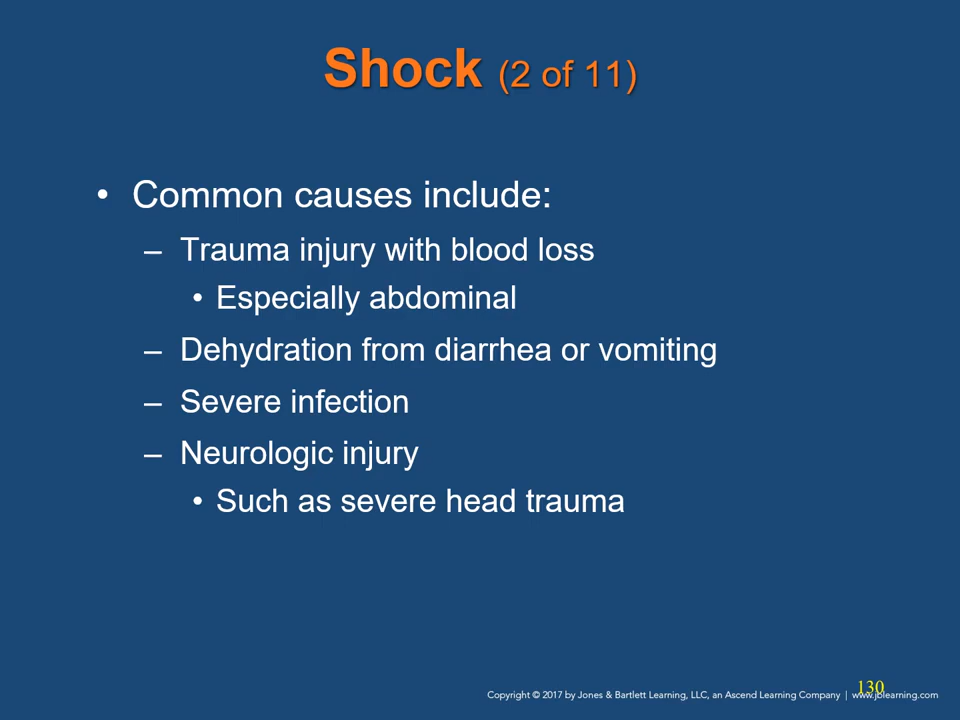 Shock (2 of 11)
• Common causes include:
– Trauma injury with blood loss
• Especially abdominal
– Dehydration from diarrhea or vomiting
– Severe infection
– Neurologic injury
• Such as severe head trauma
130
Copyright © 2017 by Jones & Bartlett Learning, LLC, an Ascend Learning Company | www.jblearning.com